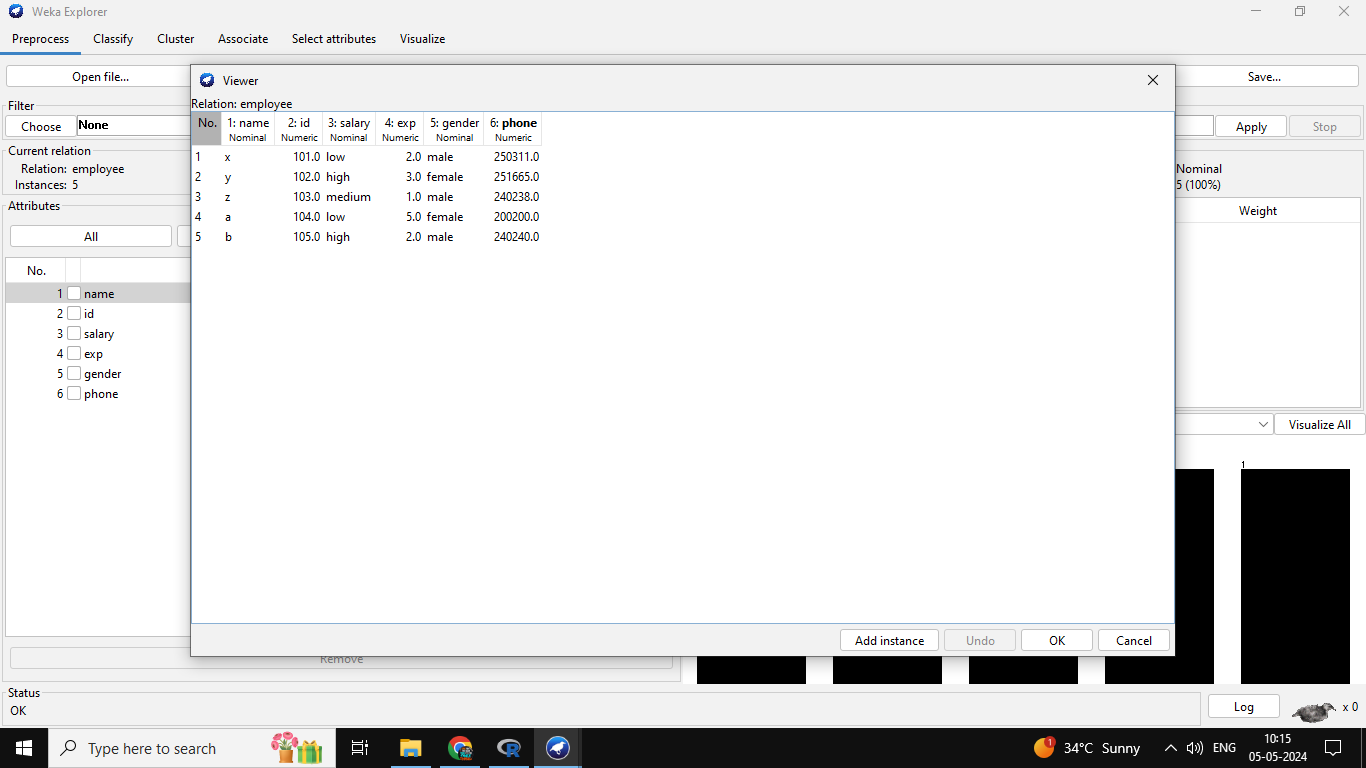 Weka Explorer
Preprocess Classify Cluster Associate Select attributes Visualize
Open file... Save...
Filter
Choose None Apply Stop
Current relation
Relation: employee
Instances: 5
Attributes
All
No.
1 name
2 id
3 salary
4 exp
5 gender
6 phone
Remove
Viewer
Relation: employee
No. 1: name 2: id 3: salary 4: exp 5: gender 6: phone
Nominal Numeric Nominal Numeric Nominal Numeric
1 x 101.0 low 2.0 male 250311.0
2 y 102.0 high 3.0 female 251665.0
3 z 103.0 medium 1.0 male 240238.0
4 a 104.0 low 5.0 female 200200.0
5 b 105.0 high 2.0 male 240240.0
Add instance Undo OK Cancel
Nominal
5 (100%)
Weight
Visualize All
1
Status
OK
Log x 0
Type here to search
1
34°C Sunny
ENG
10:15
05-05-2024